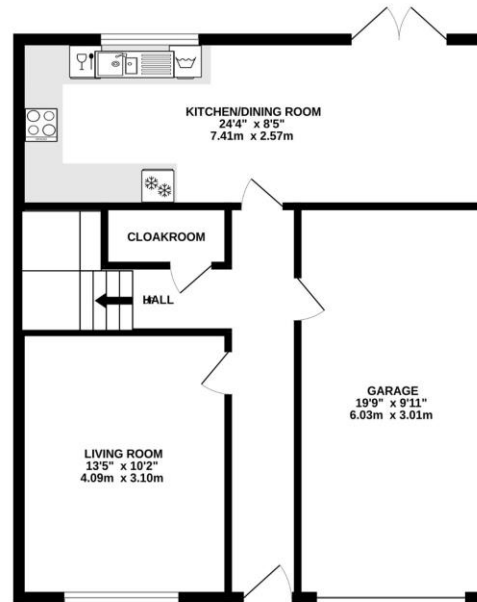 KITCHEN/DINING ROOM
24'4" x 8'5"
7.41m x 2.57m
CLOAKROOM
HALL
GARAGE
19'9" x 9'11"
6.03m x 3.01m
LIVING ROOM
13'5" x 10'2"
4.09m x 3.10m